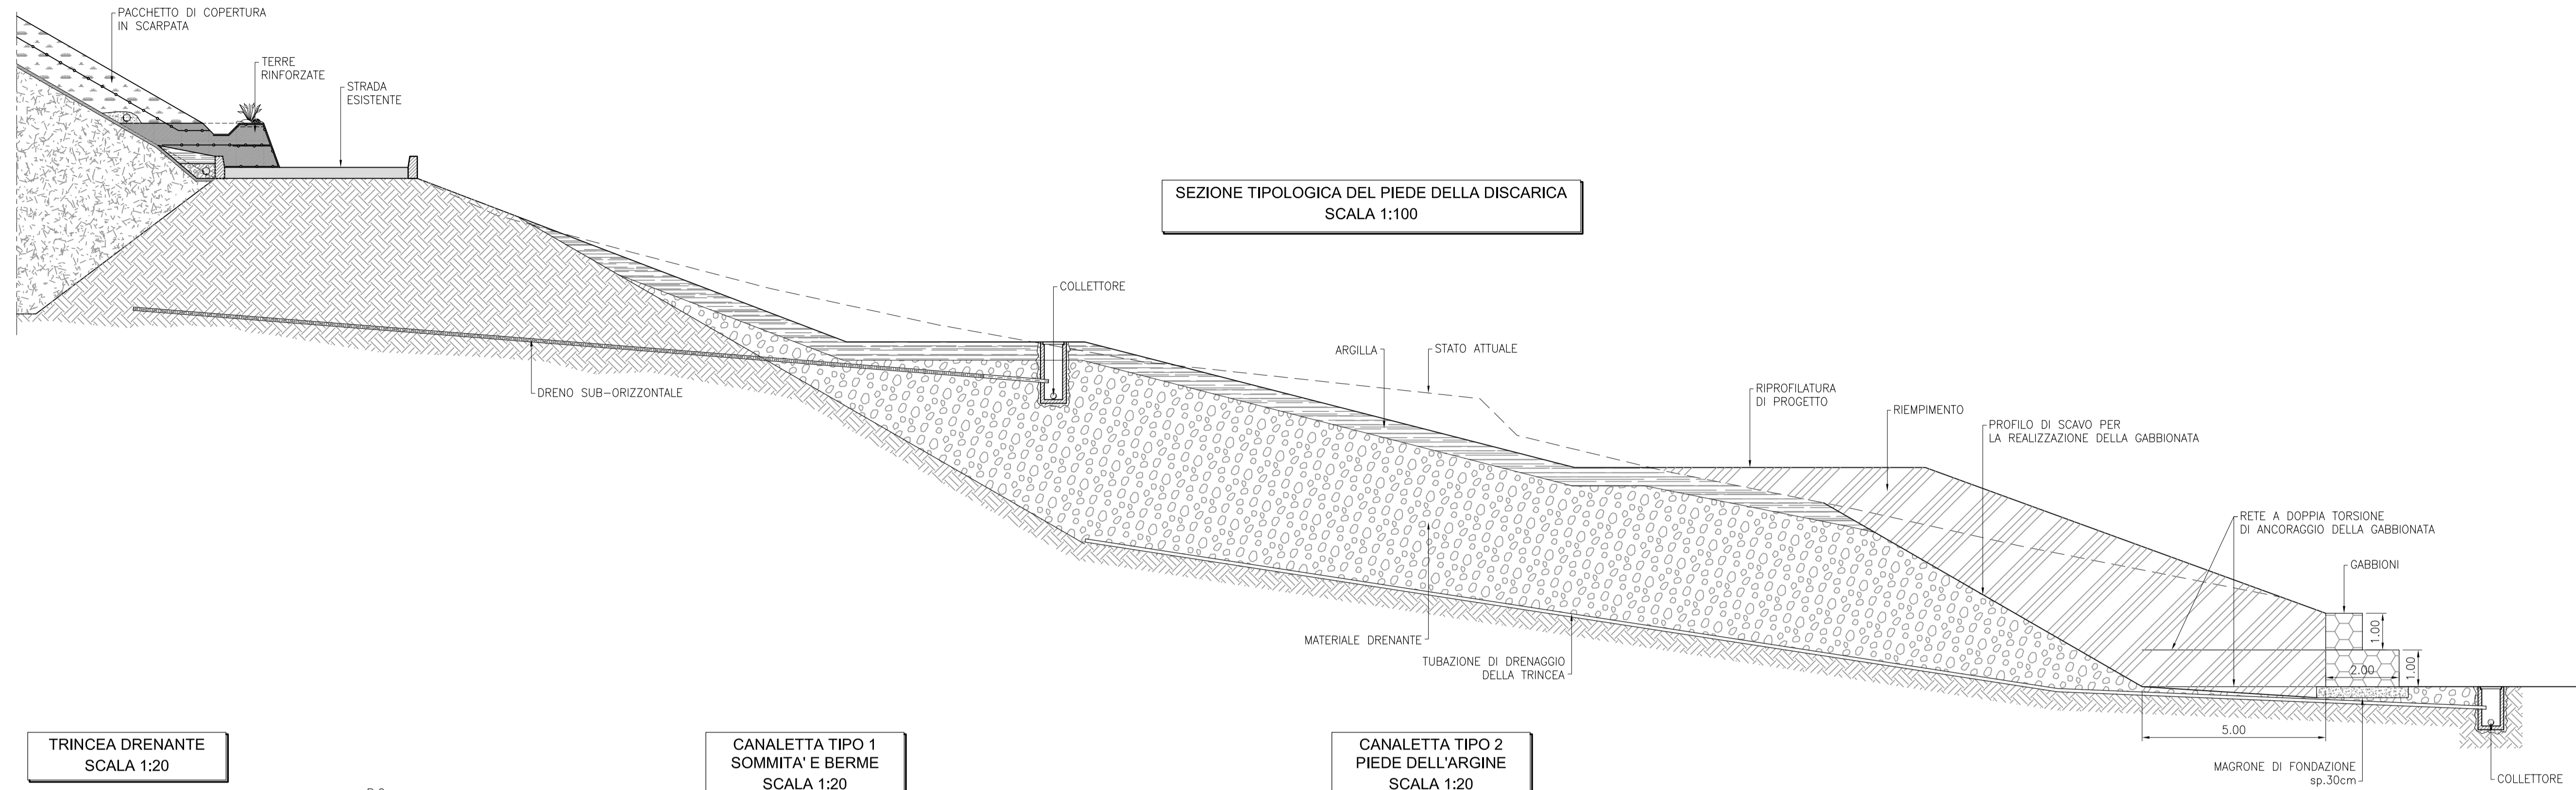 PACCHETTO DI COPERTURA
IN SCARPATA
TERRE
RINFORZATE
STRADA
ESISTENTE
SEZIONE TIPOLOGICA DEL PIEDE DELLA DISCARICA
SCALA 1:100
COLLETTORE
DRENO SUB-ORIZZONTALE
ARGILLA
STATO ATTUALE
RIPROFILATURA
DI PROGETTO
RIEMPIMENTO
PROFILO DI SCAVO PER
LA REALIZZAZIONE DELLA GABBIONATA
RETE A DOPPIA TORSIONE
DI ANCORAGGIO DELLA GABBIONATA
GABBIONI
1.00
2.00
1.00
MATERIALE DRENANTE
TUBAZIONE DI DRENAGGIO
DELLA TRINCEA
5.00
MAGRONE DI FONDAZIONE
sp.30cm
COLLETTORE
TRINCEA DRENANTE
SCALA 1:20
CANALETTA TIPO 1
SOMMITA' E BERME
SCALA 1:20
CANALETTA TIPO 2
PIEDE DELL'ARGINE
SCALA 1:20